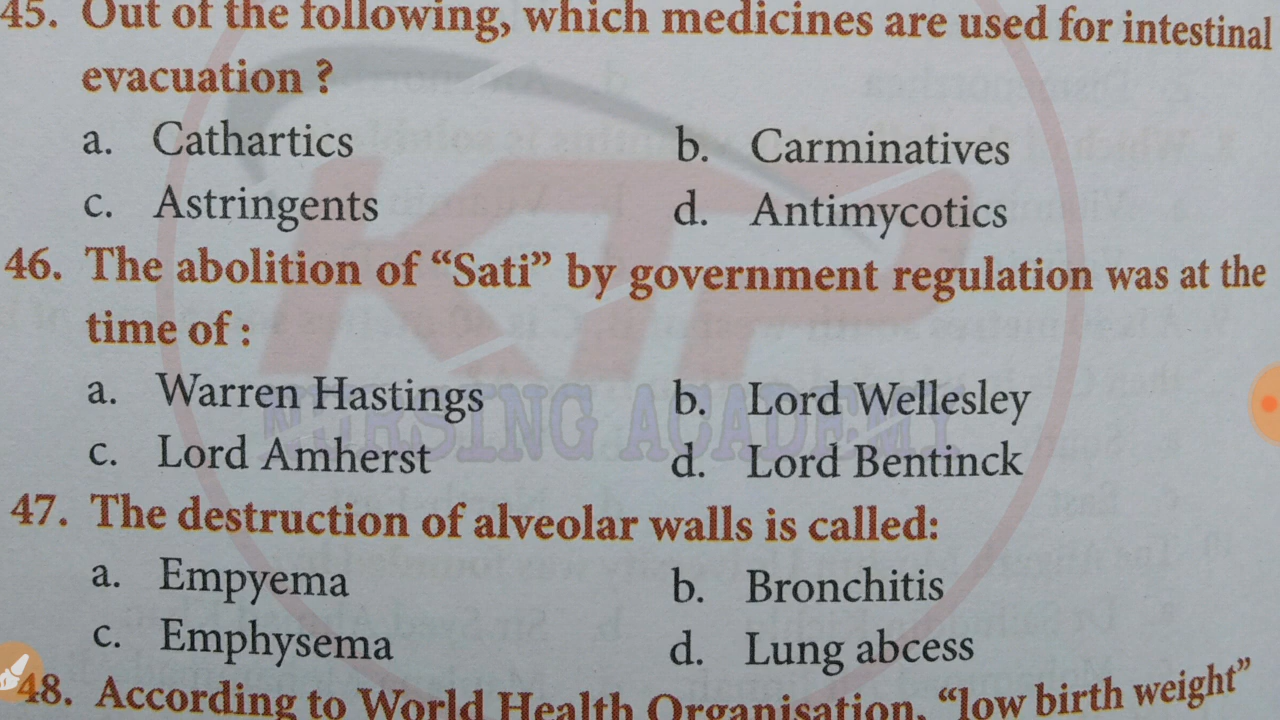 45. Out of the following, which medicines are used for intestinal
evacuation ?
a. Cathartics b. Carminatives
c. Astringents d. Antimycotics
46. The abolition of “Sati” by government regulation was at the
time of :
a. Warren Hastings b. Lord Wellesley
c. Lord Amherst d. Lord Bentinck
47. The destruction of alveolar walls is called:
a. Empyema b. Bronchitis
c. Emphysema d. Lung abcess
48. According to World Health Organisation, “low birth weight”
KTP
NURSING ACADEMY